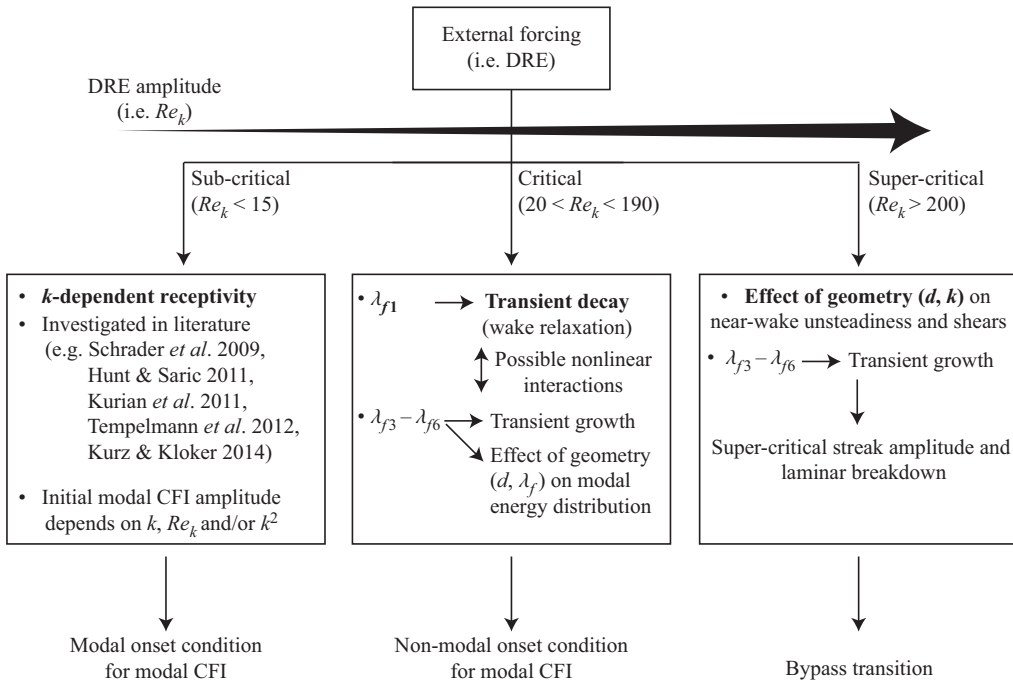 External forcing
(i.e. DRE)
DRE amplitude
(i.e. Re_k)
Sub-critical
(Re_k < 15)
Critical
(20 < Re_k < 190)
Super-critical
(Re_k > 200)
• k-dependent receptivity
• Investigated in literature
(e.g. Schrader et al. 2009,
Hunt & Saric 2011,
Kurian et al. 2011,
Tempelmann et al. 2012,
Kurz & Kloker 2014)
• Initial modal CFI amplitude
depends on k, Re_k and/or k²
• λ_f1 → Transient decay
(wake relaxation)
Possible nonlinear
interactions
• λ_f3 – λ_f6 → Transient growth
Effect of geometry
(d, λ_f) on modal
energy distribution
• Effect of geometry (d, k) on
near-wake unsteadiness and shears
• λ_f3 – λ_f6 → Transient growth
Super-critical streak amplitude and
laminar breakdown
Modal onset condition
for modal CFI
Non-modal onset condition
for modal CFI
Bypass transition